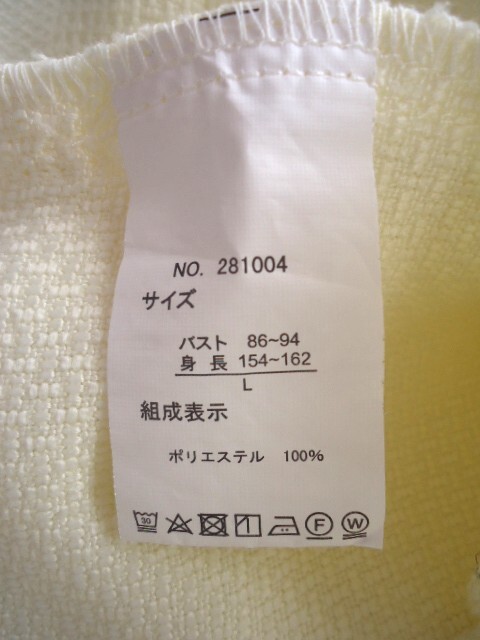 NO. 281004
サイズ
バスト 86~94
身長 154~162
L
組成表示
ポリエステル 100%
30 F W